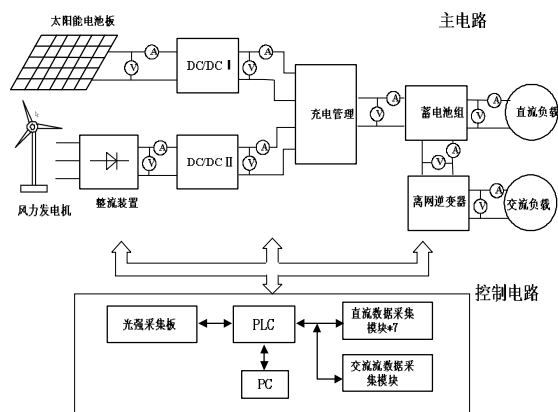 太阳能电池板
主电路
A
V
DC/DC Ⅰ
A
V
充电管理
A
V
蓄电池组
A
V
直流负载
风力发电机
整流装置
A
V
DC/DC Ⅱ
A
V
V
A
离网逆变器
A
V
交流负载
控制电路
光强采集板
PLC
直流数据采集
模块*7
PC
交流流数据采
集模块